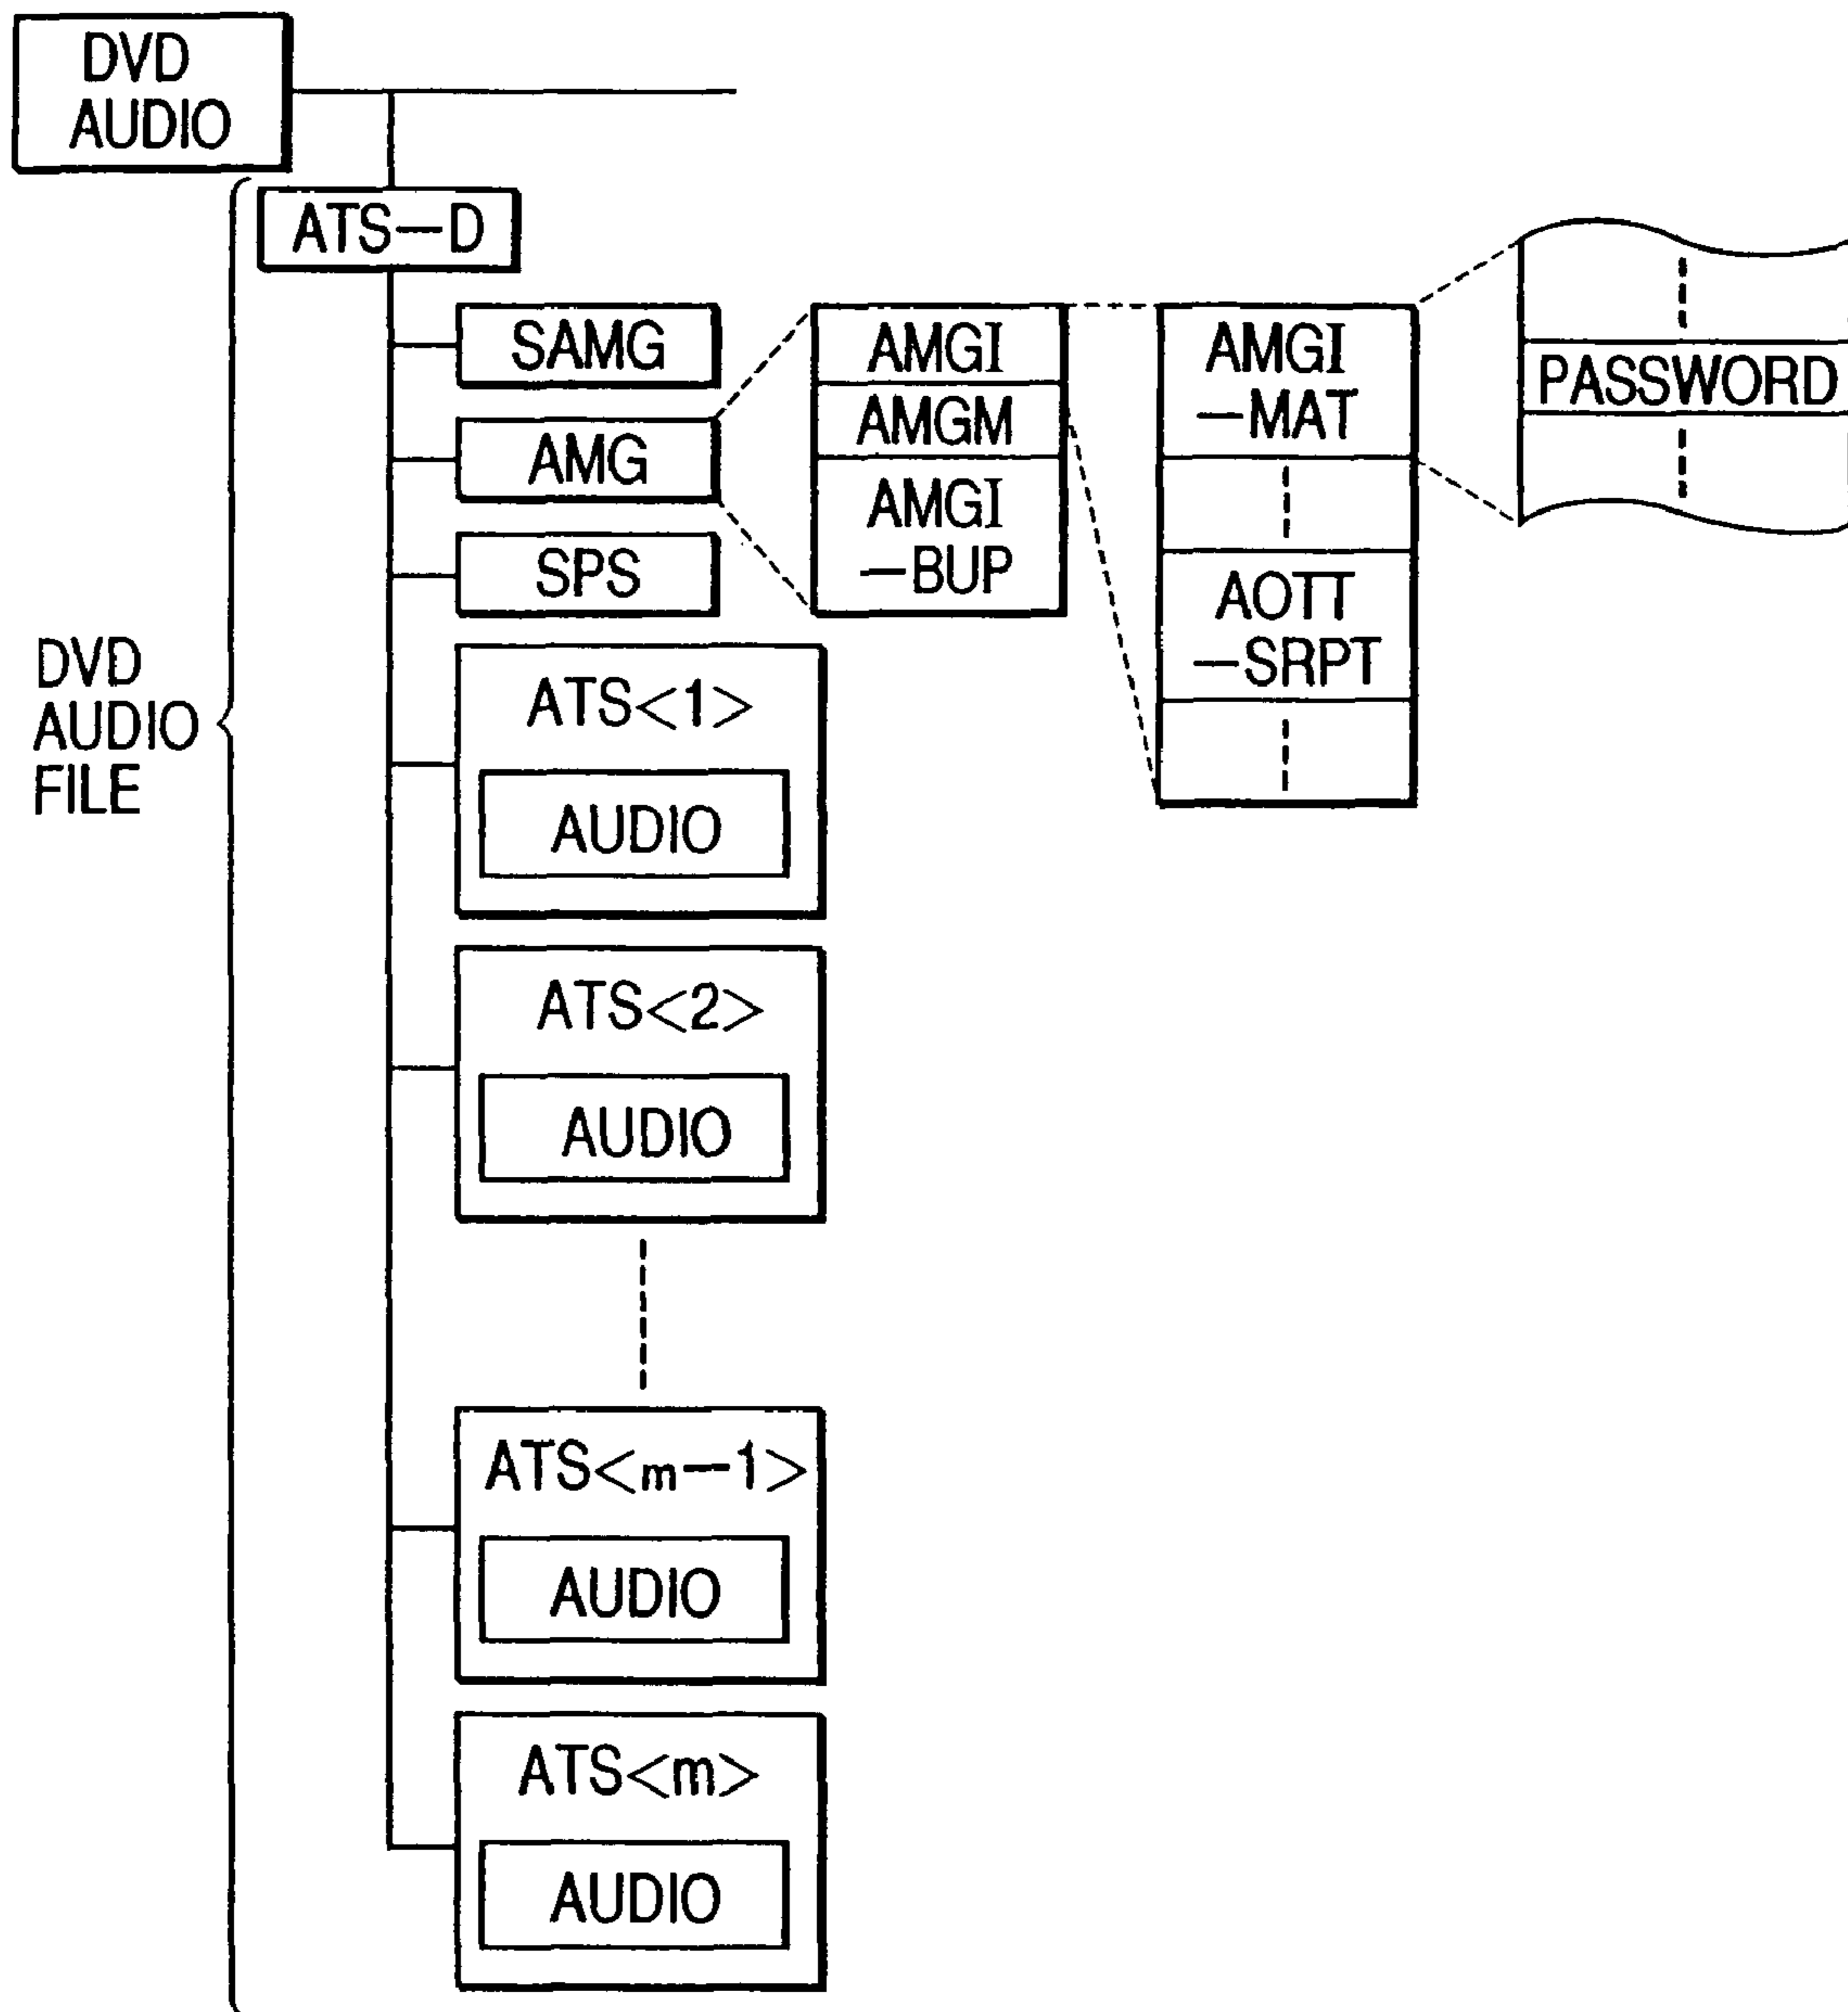 DVD
AUDIO
ATS—D
SAMG
AMG
SPS
AMGI
AMGM
AMGI
—BUP
AMGI
—MAT
AOTT
—SRPT
PASSWORD
DVD
AUDIO
FILE
ATS<1>
AUDIO
ATS<2>
AUDIO
ATS<m—1>
AUDIO
ATS<m>
AUDIO